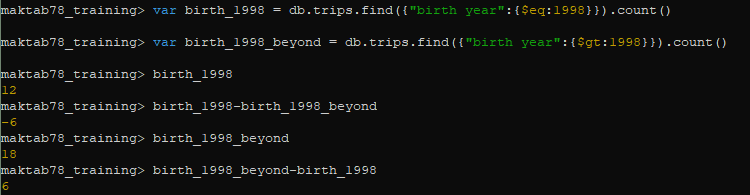 maktab78_training> var birth_1998 = db.trips.find({"birth year":{$eq:1998}}).count()
maktab78_training> var birth_1998_beyond = db.trips.find({"birth year":{$gt:1998}}).count()
maktab78_training> birth_1998
12
maktab78_training> birth_1998-birth_1998_beyond
-6
maktab78_training> birth_1998_beyond
18
maktab78_training> birth_1998_beyond-birth_1998
6